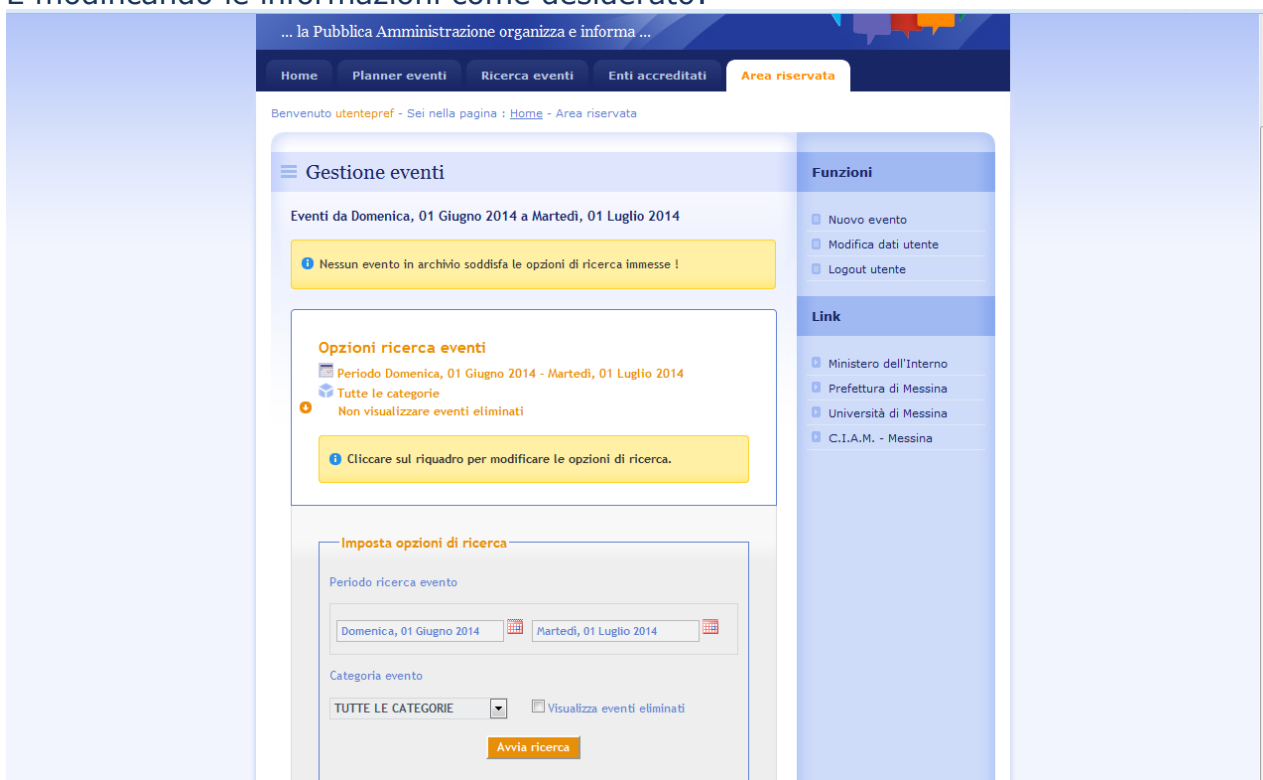 E modificando le informazioni come desiderato.
... la Pubblica Amministrazione organizza e informa ...
Home Planner eventi Ricerca eventi Enti accreditati Area riservata
Benvenuto utentepref - Sei nella pagina : Home - Area riservata
Gestione eventi
Eventi da Domenica, 01 Giugno 2014 a Martedì, 01 Luglio 2014
Nessun evento in archivio soddisfa le opzioni di ricerca immesse !
Opzioni ricerca eventi
Periodo Domenica, 01 Giugno 2014 - Martedì, 01 Luglio 2014
Tutte le categorie
Non visualizzare eventi eliminati
Cliccare sul riquadro per modificare le opzioni di ricerca.
Imposta opzioni di ricerca
Periodo ricerca evento
Domenica, 01 Giugno 2014 Martedì, 01 Luglio 2014
Categoria evento
TUTTE LE CATEGORIE Visualizza eventi eliminati
Avvia ricerca
Funzioni
Nuovo evento
Modifica dati utente
Logout utente
Link
Ministero dell'Interno
Prefettura di Messina
Università di Messina
C.I.A.M. - Messina